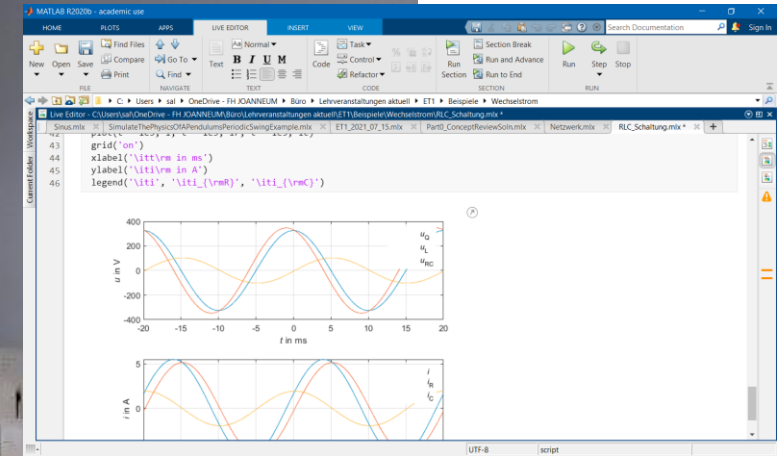 MATLAB R2020b - academic use
HOME PLOTS APPS LIVE EDITOR INSERT VIEW Search Documentation Sign In
New Open Save Find Files Compare Print Go To Find Text Normal B I U M Code Task Control Refactor Run Section Section Break Run and Advance Run to End Run Step Stop
FILE NAVIGATE TEXT CODE SECTION RUN
C: Users sal OneDrive - FH JOANNEUM Büro Lehrveranstaltungen aktuell ET1 Beispiele Wechselstrom
Live Editor - C:\Users\sal\OneDrive - FH JOANNEUM\Büro\Lehrveranstaltungen aktuell\ET1\Beispiele\Wechselstrom\RLC_Schaltung.mlx *
Sinus.mlx SimulateThePhysicsOfAPendulumsPeriodicSwingExample.mlx ET1_2021_07_15.mlx Part0_ConceptReviewSoln.mlx Netzwerk.mlx RLC_Schaltung.mlx *
Workspace
Current Folder
43 grid('on')
44 xlabel('\itt\rm in ms')
45 ylabel('\iti\rm in A')
46 legend('\iti', '\iti_{\rmR}', '\iti_{\rmC}')
400
200
0
-200
-400
u in V
-20 -15 -10 -5 0 5 10 15 20
t in ms
uQ
uL
uRC
5
0
i in A
i
iR
iC
UTF-8 script